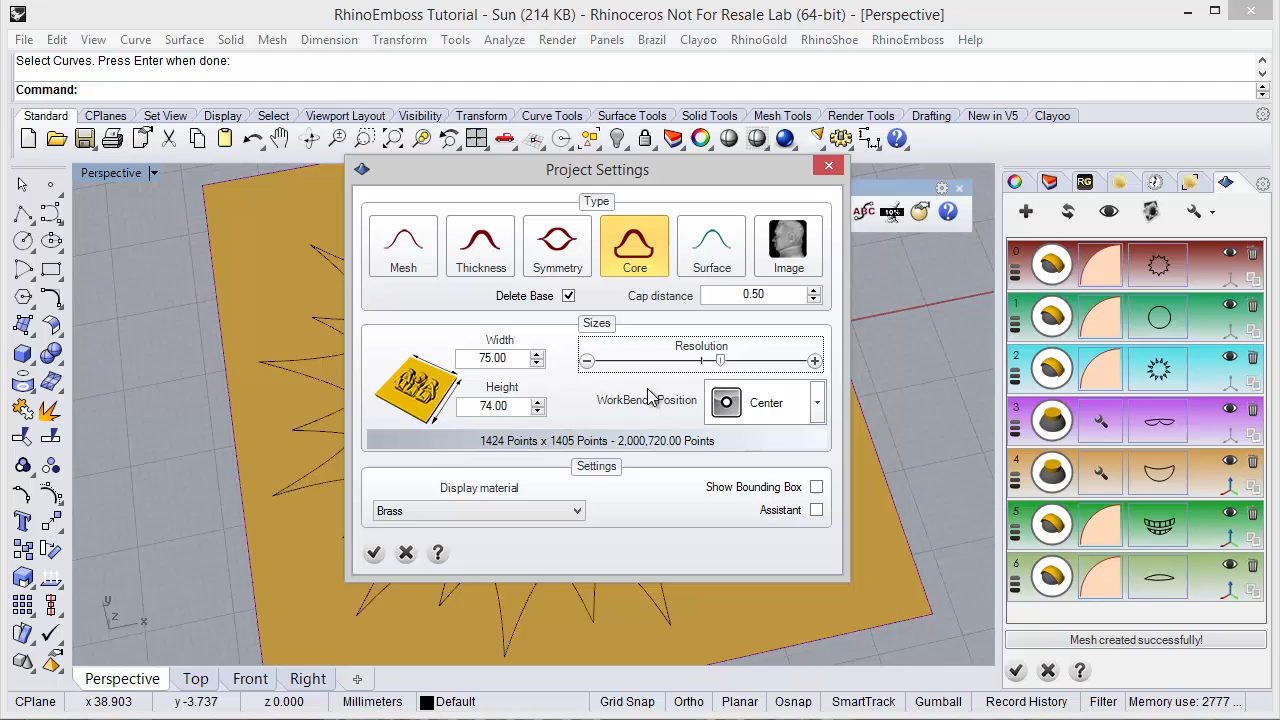 RhinoEmboss Tutorial - Sun (214 KB) - Rhinoceros Not For Resale Lab (64-bit) - [Perspective]
File Edit View Curve Surface Solid Mesh Dimension Transform Tools Analyze Render Panels Brazil Clayoo RhinoGold RhinoShoe RhinoEmboss Help
Select Curves. Press Enter when done:
Command:
Standard CPlanes Set View Display Select Viewport Layout Visibility Transform Curve Tools Surface Tools Solid Tools Mesh Tools Render Tools Drafting New in V5 Clayoo
Perspective
Project Settings
RG
ABC
10%
Type
Mesh Thickness Symmetry Core Surface Image
Delete Base Cap distance 0.50
Sizes
Width
75.00
Resolution
Height
74.00
WorkBench Position Center
1424 Points x 1405 Points - 2,000,720.00 Points
Settings
Display material
Brass
Show Bounding Box
Assistant
0
1
2
3
4
5
6
Mesh created successfully!
y
z x
Perspective Top Front Right
CPlane x 38.903 y -3.737 z 0.000 Millimeters Default Grid Snap Ortho Planar Osnap SmartTrack Gumball Record History Filter Memory use: 2777 ...